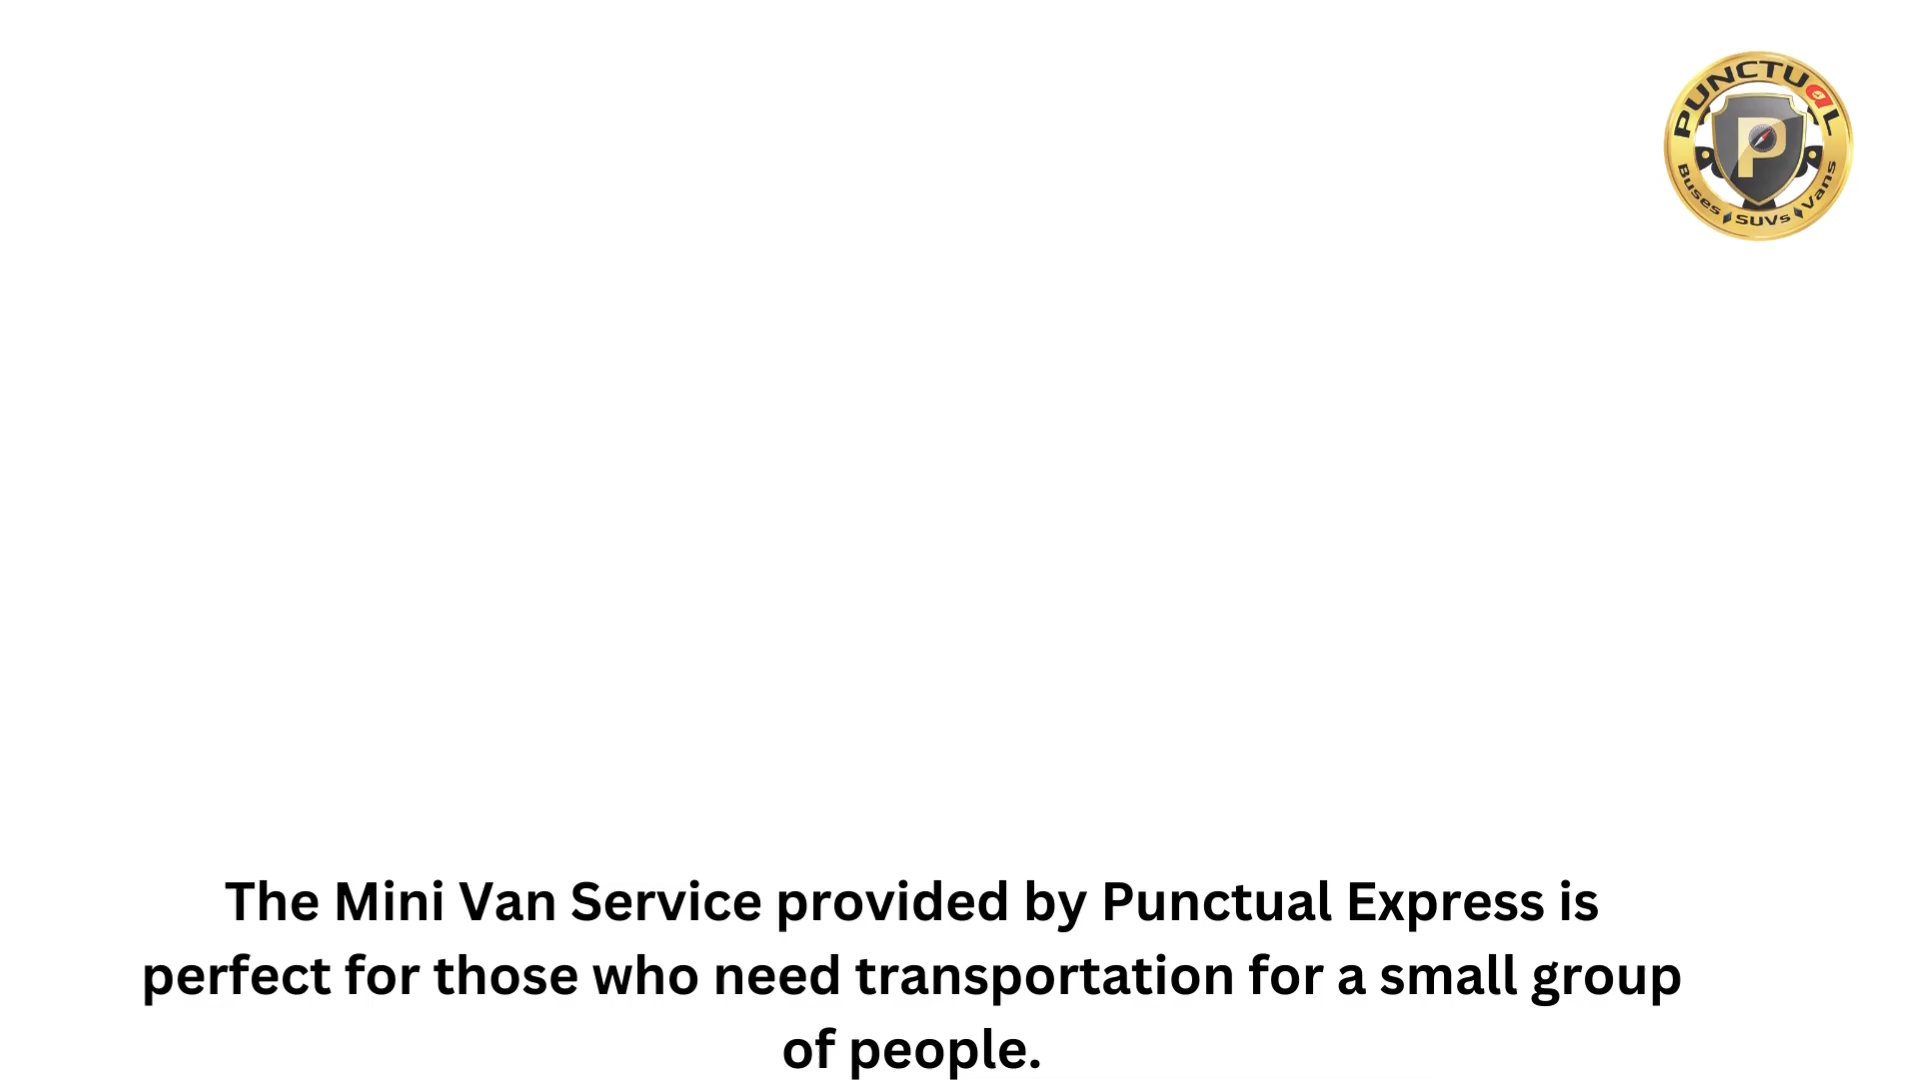 PUNCTUaL
P
Buses SUVs Vans
The Mini Van Service provided by Punctual Express is
perfect for those who need transportation for a small group
of people.